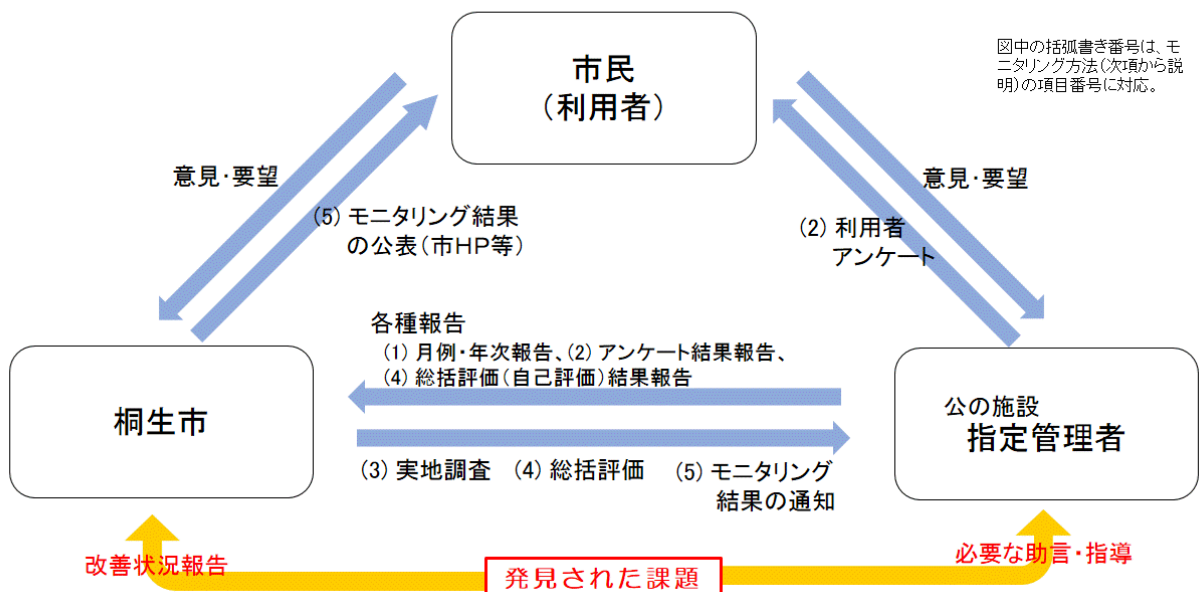 市民
(利用者)
図中の括弧書き番号は、モ
ニタリング方法(次項から説
明)の項目番号に対応。
意見・要望
(5) モニタリング結果
の公表(市HP等)
意見・要望
(2) 利用者
アンケート
各種報告
(1) 月例・年次報告、(2) アンケート結果報告、
(4) 総括評価(自己評価)結果報告
桐生市
公の施設
指定管理者
(3) 実地調査 (4) 総括評価 (5) モニタリング
結果の通知
改善状況報告
発見された課題
必要な助言・指導